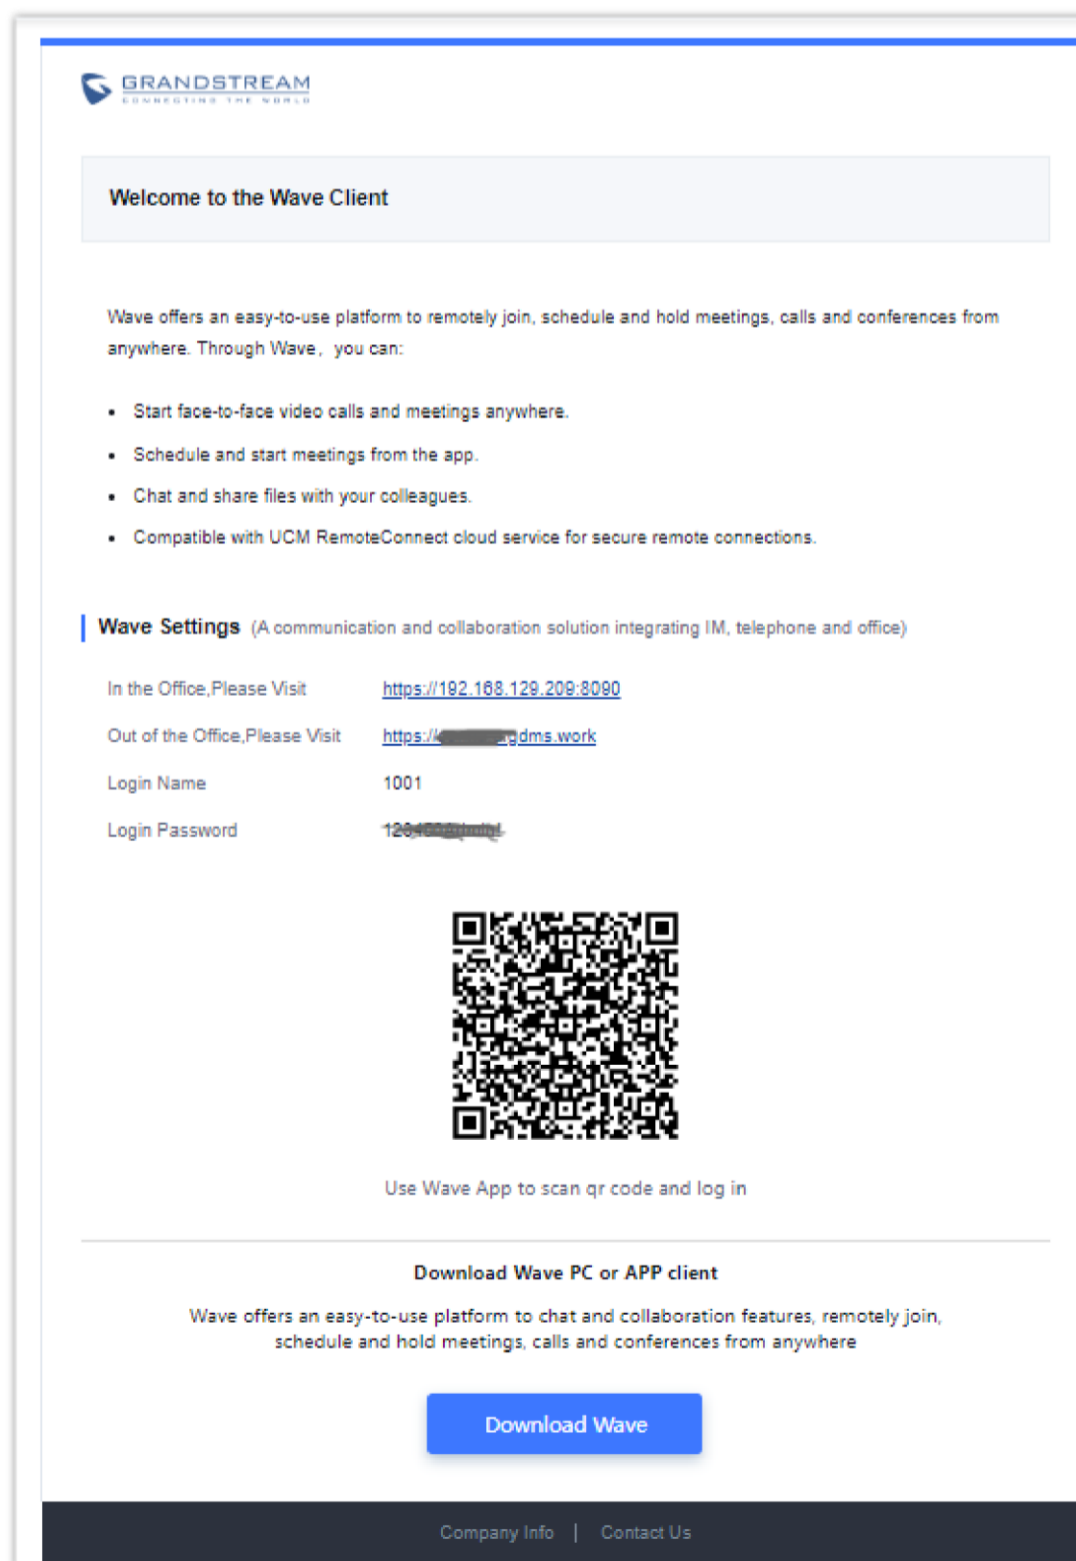 GRANDSTREAM
CONNECTING THE WORLD
Welcome to the Wave Client
Wave offers an easy-to-use platform to remotely join, schedule and hold meetings, calls and conferences from
anywhere. Through Wave, you can:
• Start face-to-face video calls and meetings anywhere.
• Schedule and start meetings from the app.
• Chat and share files with your colleagues.
• Compatible with UCM RemoteConnect cloud service for secure remote connections.
Wave Settings (A communication and collaboration solution integrating IM, telephone and office)
In the Office,Please Visit https://192.168.129.209:8090
Out of the Office,Please Visit https:// gdms.work
Login Name 1001
Login Password
Use Wave App to scan qr code and log in
Download Wave PC or APP client
Wave offers an easy-to-use platform to chat and collaboration features, remotely join,
schedule and hold meetings, calls and conferences from anywhere
Download Wave
Company Info | Contact Us